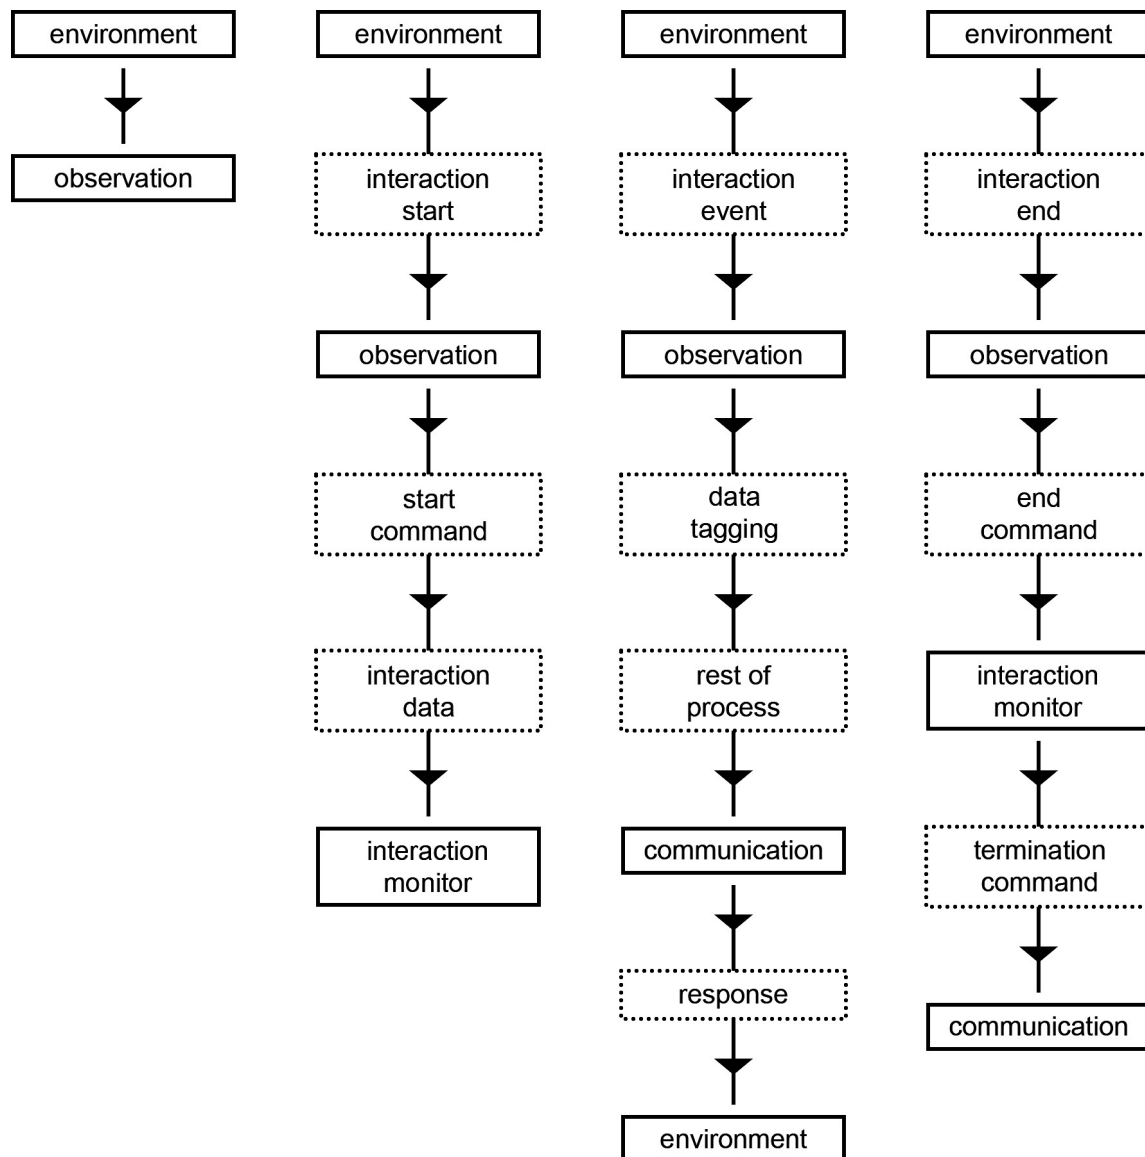 environment
observation
environment
interaction
start
observation
start
command
interaction
data
interaction
monitor
environment
interaction
event
observation
data
tagging
rest of
process
communication
response
environment
environment
interaction
end
observation
end
command
interaction
monitor
termination
command
communication